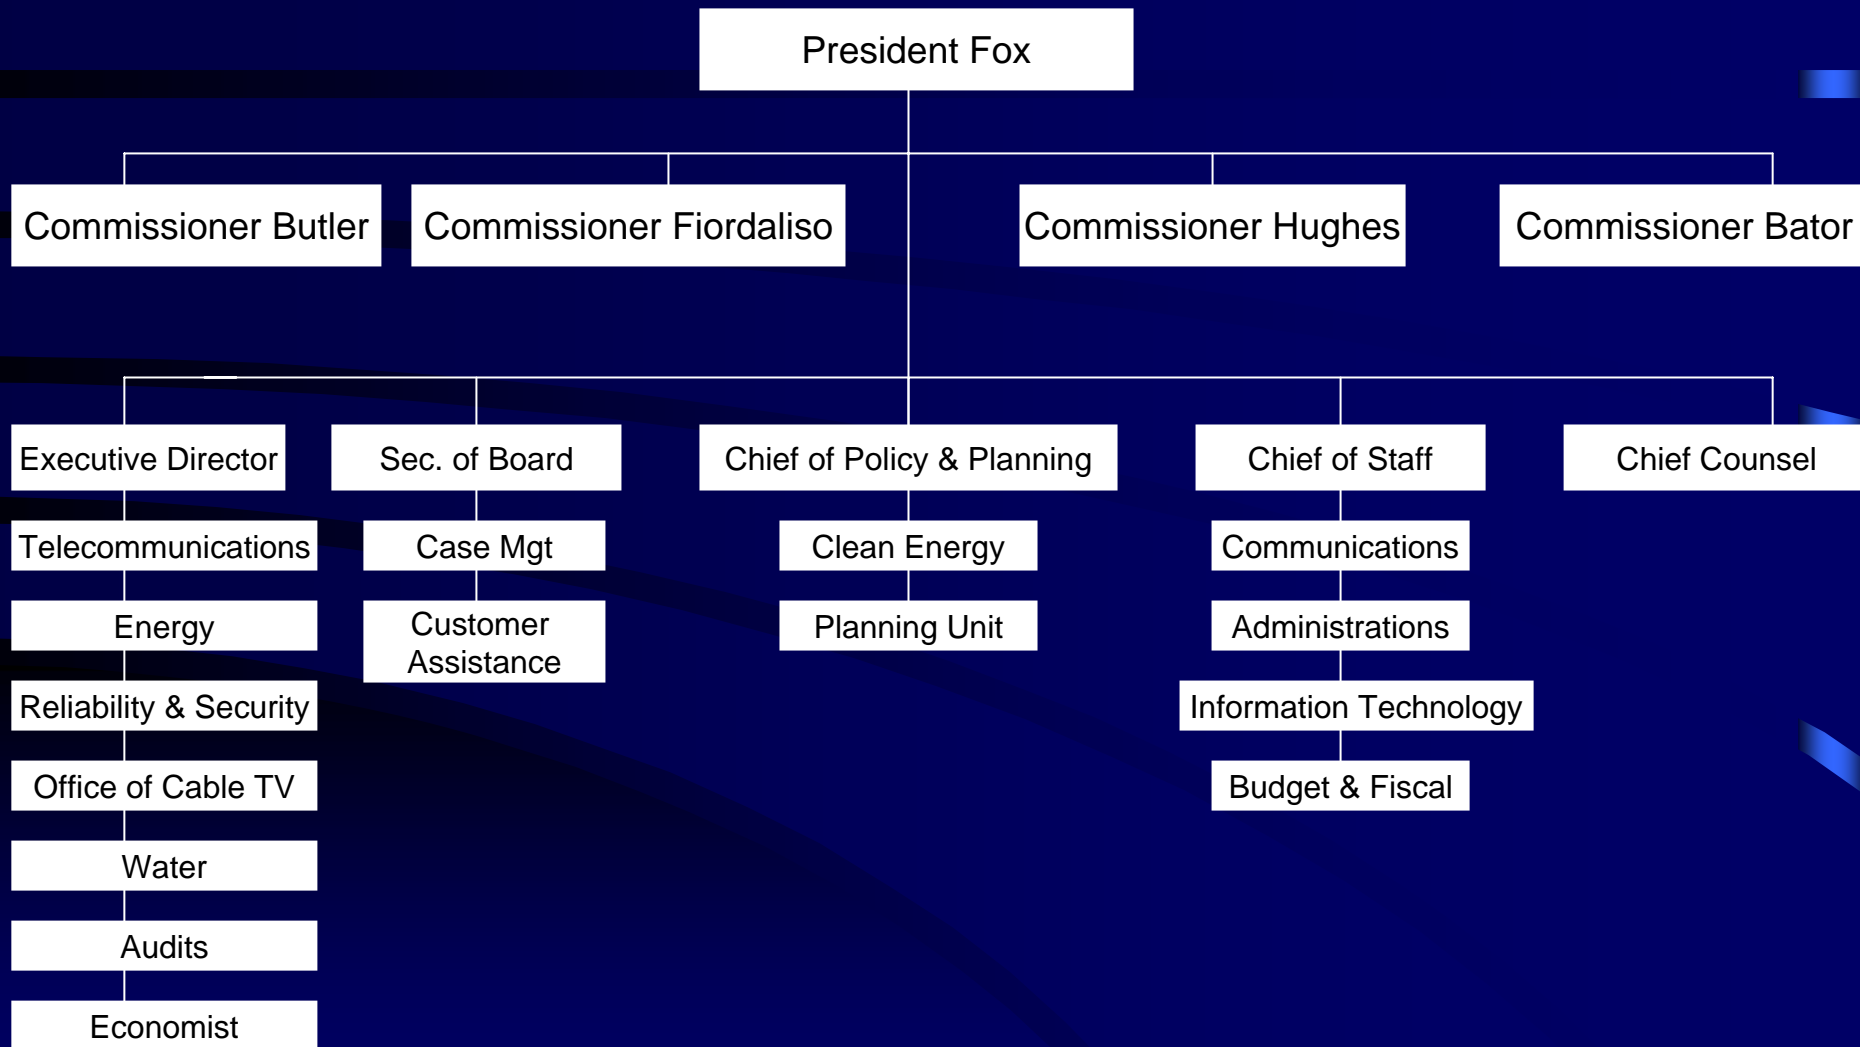 President Fox
Commissioner Butler
Commissioner Fiordaliso
Commissioner Hughes
Commissioner Bator
Executive Director
Sec. of Board
Chief of Policy & Planning
Chief of Staff
Chief Counsel
Telecommunications
Case Mgt
Clean Energy
Communications
Energy
Customer
Assistance
Planning Unit
Administrations
Reliability & Security
Information Technology
Office of Cable TV
Budget & Fiscal
Water
Audits
Economist